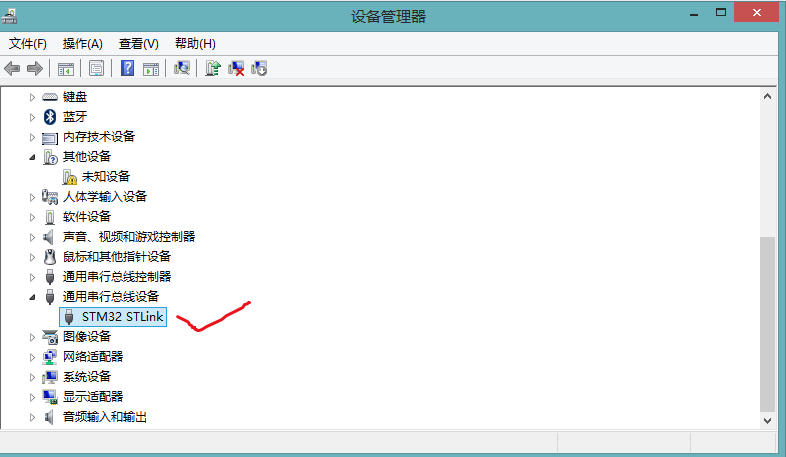 设备管理器
文件(F) 操作(A) 查看(V) 帮助(H)
键盘
蓝牙
内存技术设备
其他设备
未知设备
人体学输入设备
软件设备
声音、视频和游戏控制器
鼠标和其他指针设备
通用串行总线控制器
通用串行总线设备
STM32 STLink
图像设备
网络适配器
系统设备
显示适配器
音频输入和输出